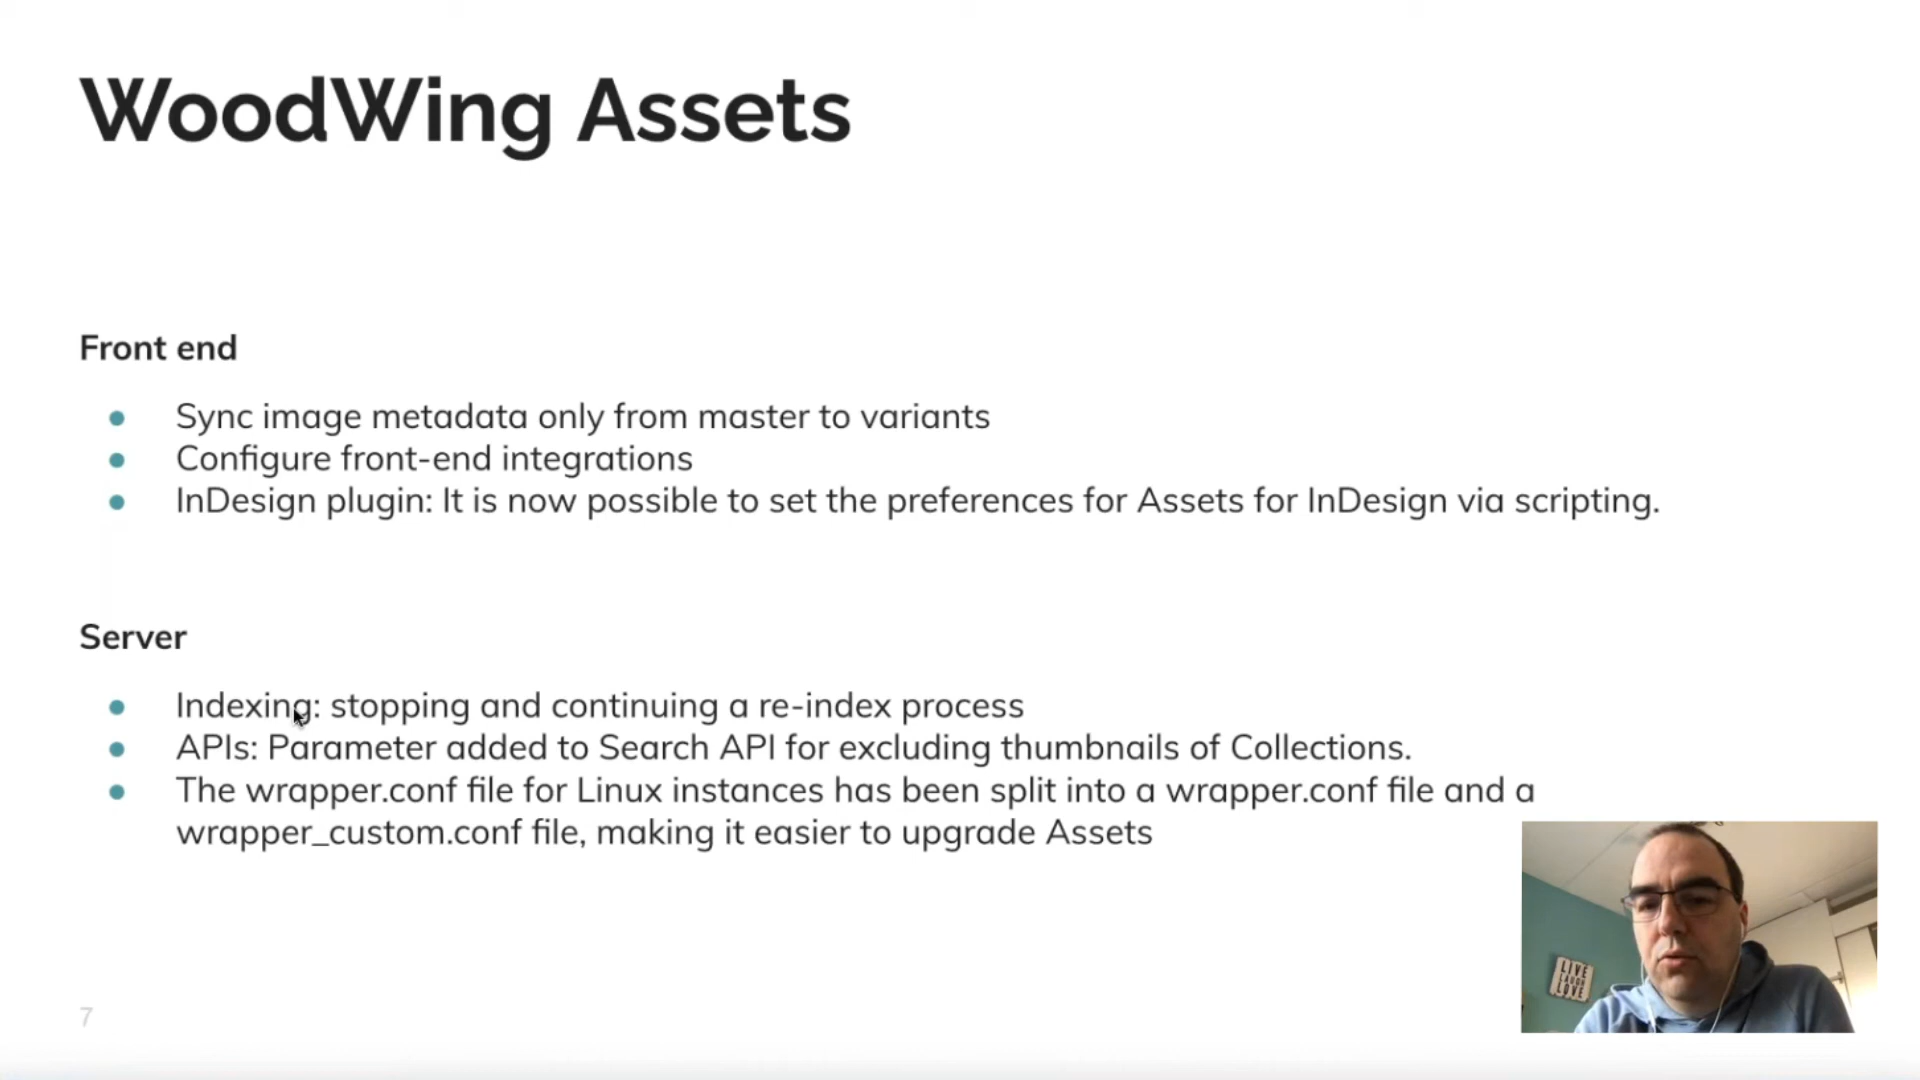 WoodWing Assets
Front end
Sync image metadata only from master to variants
Configure front-end integrations
InDesign plugin: It is now possible to set the preferences for Assets for InDesign via scripting.
Server
Indexing: stopping and continuing a re-index process
APIs: Parameter added to Search API for excluding thumbnails of Collections.
The wrapper.conf file for Linux instances has been split into a wrapper.conf file and a
wrapper_custom.conf file, making it easier to upgrade Assets
LIVE
LAUGH
LOVE
7